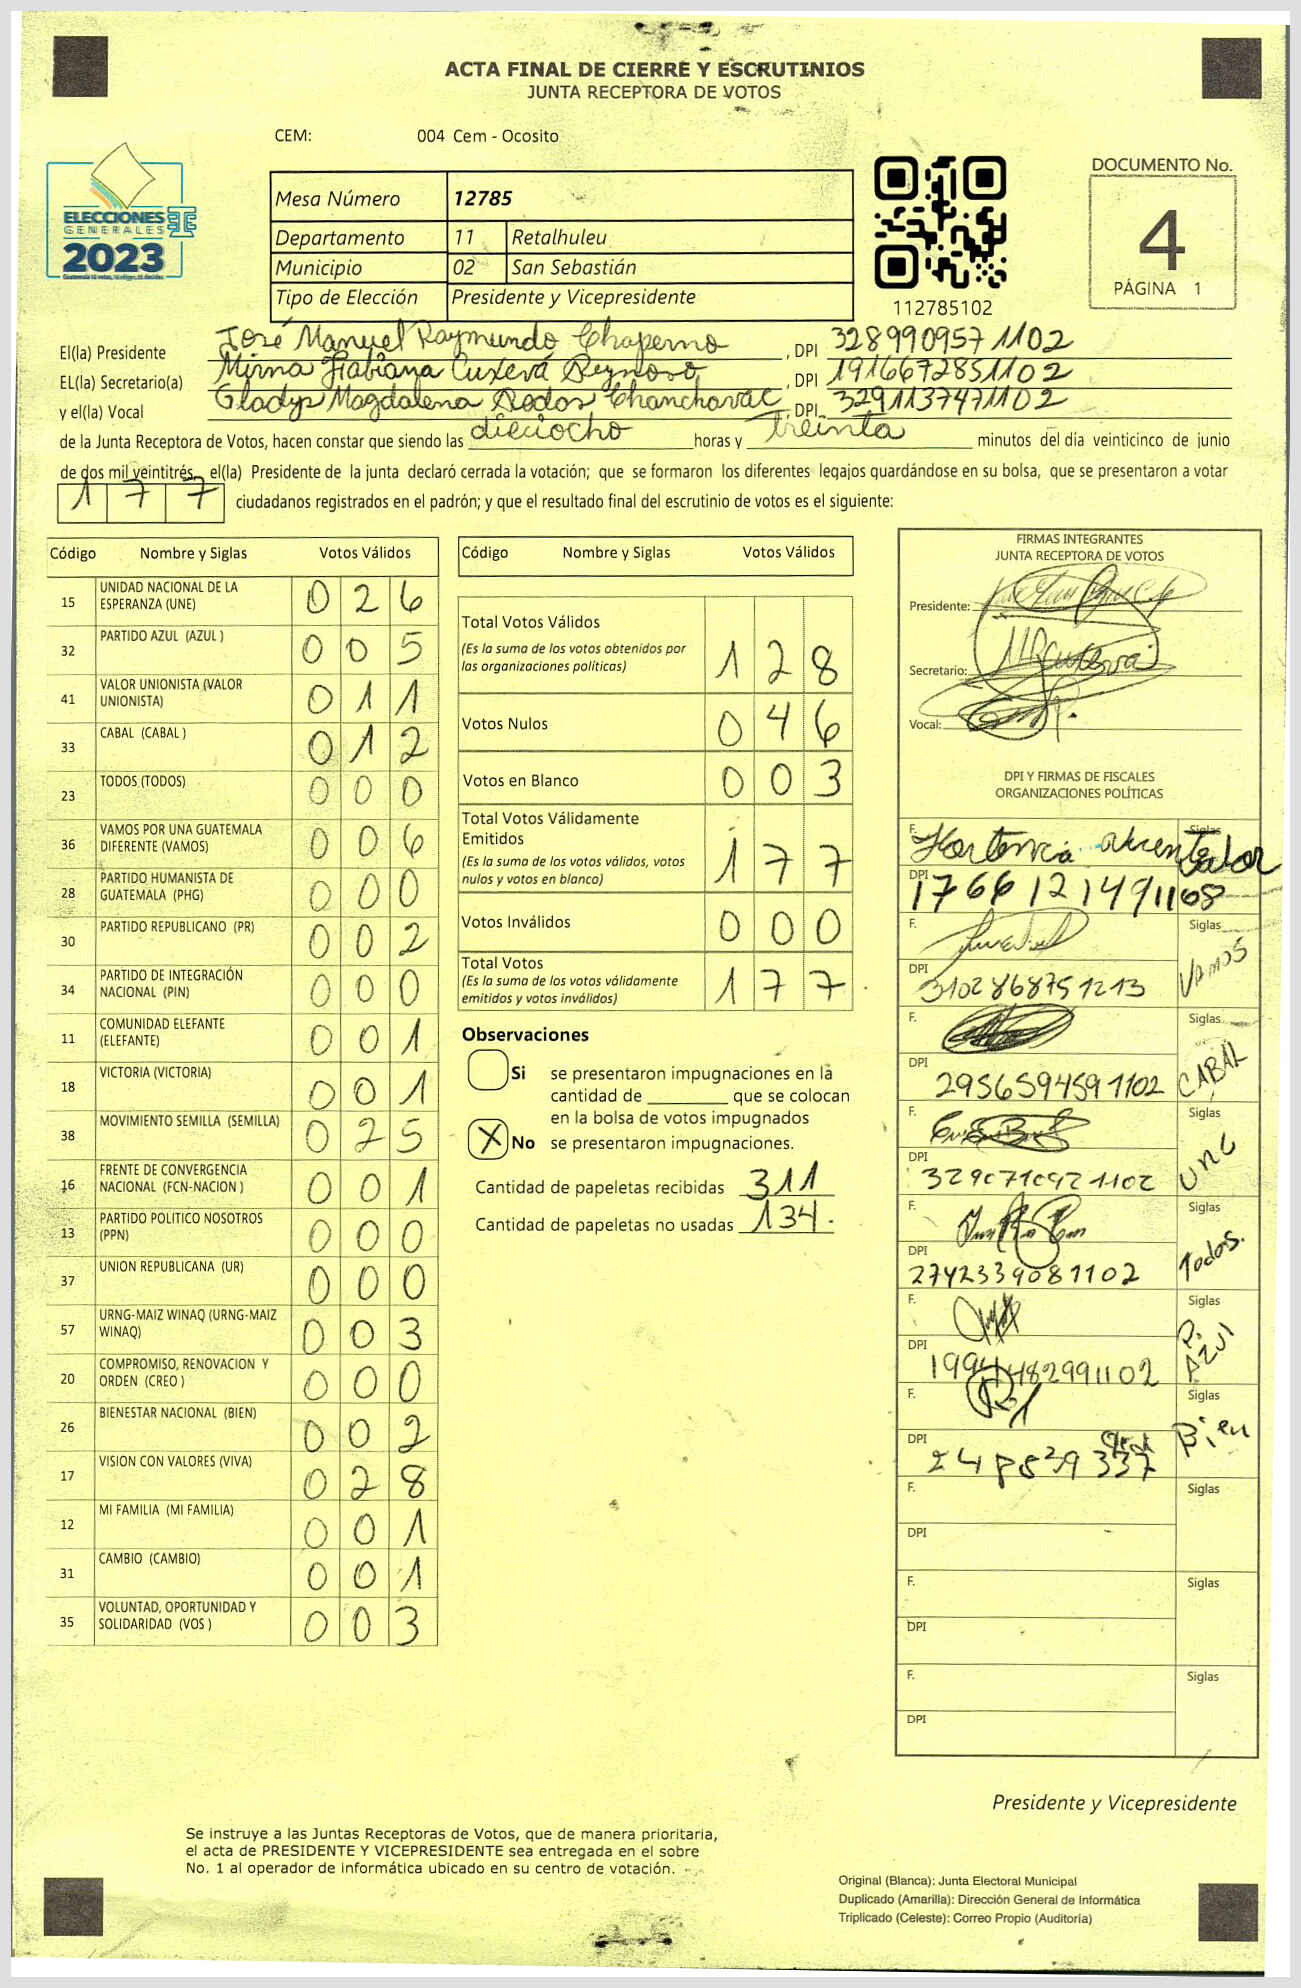 ACTA FINAL DE CIERRE Y ESCRUTINIOS
JUNTA RECEPTORA DE VOTOS
CEM: 004 Cem - Ocosito
ELECCIONES
GENERALES
2023
Mesa Número 12785
Departamento 11 Retalhuleu
Municipio 02 San Sebastián
Tipo de Elección Presidente y Vicepresidente
112785102
DOCUMENTO No.
4
PÁGINA 1
El(la) Presidente José Manuel Raymundo Chaperno, DPI 3289909571102
EL(la) Secretario(a) Mirna Fabiana Cuxevá Reynoso, DPI 1916672851102
y el(la) Vocal Gladys Magdalena Chanchavac, DPI 3291137471102
de la Junta Receptora de Votos, hacen constar que siendo las dieciocho horas y treinta minutos del día veinticinco de junio
de dos mil veintitrés, el(la) Presidente de la junta declaró cerrada la votación; que se formaron los diferentes legajos guardándose en su bolsa, que se presentaron a votar
1 7 7 ciudadanos registrados en el padrón; y que el resultado final del escrutinio de votos es el siguiente:
Código Nombre y Siglas Votos Válidos
15 UNIDAD NACIONAL DE LA ESPERANZA (UNE) 0 2 6
32 PARTIDO AZUL (AZUL ) 0 0 5
41 VALOR UNIONISTA (VALOR UNIONISTA) 0 1 1
33 CABAL (CABAL ) 0 1 2
23 TODOS (TODOS) 0 0 0
36 VAMOS POR UNA GUATEMALA DIFERENTE (VAMOS) 0 0 6
28 PARTIDO HUMANISTA DE GUATEMALA (PHG) 0 0 0
30 PARTIDO REPUBLICANO (PR) 0 0 2
34 PARTIDO DE INTEGRACIÓN NACIONAL (PIN) 0 0 0
11 COMUNIDAD ELEFANTE (ELEFANTE) 0 0 1
18 VICTORIA (VICTORIA) 0 0 1
38 MOVIMIENTO SEMILLA (SEMILLA) 0 2 5
16 FRENTE DE CONVERGENCIA NACIONAL (FCN-NACION ) 0 0 1
13 PARTIDO POLITICO NOSOTROS (PPN) 0 0 0
37 UNION REPUBLICANA (UR) 0 0 0
57 URNG-MAIZ WINAQ (URNG-MAIZ WINAQ) 0 0 3
20 COMPROMISO, RENOVACION Y ORDEN (CREO ) 0 0 0
26 BIENESTAR NACIONAL (BIEN) 0 0 2
17 VISION CON VALORES (VIVA) 0 2 8
12 MI FAMILIA (MI FAMILIA) 0 0 1
31 CAMBIO (CAMBIO) 0 0 1
35 VOLUNTAD, OPORTUNIDAD Y SOLIDARIDAD (VOS ) 0 0 3
Código Nombre y Siglas Votos Válidos
Total Votos Válidos
(Es la suma de los votos obtenidos por
las organizaciones políticas) 1 2 8
Votos Nulos 0 4 6
Votos en Blanco 0 0 3
Total Votos Válidamente
Emitidos
(Es la suma de los votos válidos, votos
nulos y votos en blanco) 1 7 7
Votos Inválidos 0 0 0
Total Votos
(Es la suma de los votos válidamente
emitidos y votos inválidos) 1 7 7
Observaciones
Si se presentaron impugnaciones en la
cantidad de ________ que se colocan
en la bolsa de votos impugnados
X No se presentaron impugnaciones.
Cantidad de papeletas recibidas 311
Cantidad de papeletas no usadas 134.
FIRMAS INTEGRANTES
JUNTA RECEPTORA DE VOTOS
Presidente:
Secretario:
Vocal:
DPI Y FIRMAS DE FISCALES
ORGANIZACIONES POLÍTICAS
F. Hortencia Siglas
DPI 1766121491108
F. Siglas VAMOS
DPI 3102868751213
F. Siglas CABAL
DPI 2956594591102
F. Siglas UNE
DPI 3290710921102
F. Siglas Todos.
DPI 2742339081102
F. Siglas P. AZUl
DPI 1994482991102
F. Siglas Bien
DPI
F. Siglas
DPI
F. Siglas
DPI
F. Siglas
DPI
Presidente y Vicepresidente
Se instruye a las Juntas Receptoras de Votos, que de manera prioritaria,
el acta de PRESIDENTE Y VICEPRESIDENTE sea entregada en el sobre
No. 1 al operador de informática ubicado en su centro de votación.
Original (Blanca): Junta Electoral Municipal
Duplicado (Amarilla): Dirección General de Informática
Triplicado (Celeste): Correo Propio (Auditoría)